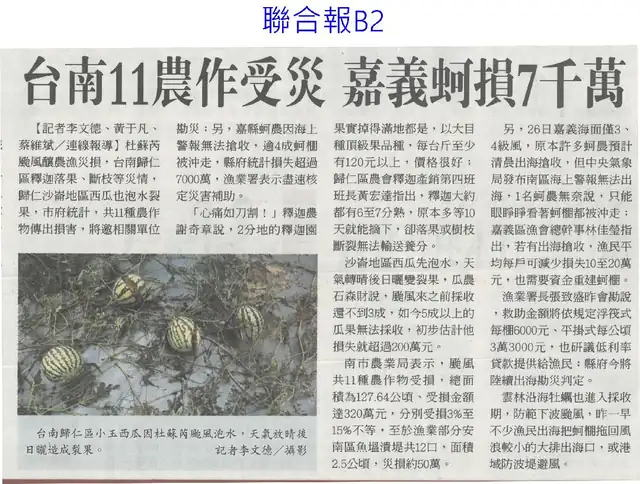 聯合報B2
台南11農作受災 嘉義蚵損7千萬
【記者李文德、黃于凡、
蔡維斌／連線報導】杜蘇芮
颱風釀農漁災損，台南歸仁
區釋迦落果、斷枝等災情，
歸仁沙崙地區西瓜也泡水裂
果，市府統計，共11種農作
物傳出損害，將邀相關單位
勘災；另，嘉縣蚵農因海上
警報無法搶收，逾4成蚵棚
被沖走，縣府統計損失超過
7000萬，漁業署表示盡速核
定災害補助。
「心痛如刀割！」釋迦農
謝奇章說，2分地的釋迦園
果實掉得滿地都是，以大目
種頂級果品種，每台斤至少
有120元以上，價格很好；
歸仁區農會釋迦產銷第四班
班長黃宏達指出，釋迦大約
都有6至7分熟，原本多等10
天就能摘下，卻落果或樹枝
斷裂無法輸送養分。
沙崙地區西瓜先泡水，天
氣轉晴後日曬變裂果，瓜農
石森財說，颱風來之前採收
還不到3成，如今5成以上的
瓜果無法採收，初步估計他
損失就超過200萬元。
南市農業局表示，颱風
共11種農作物受損，總面
積為127.64公頃，受損金額
達320萬元，分別受損3%至
15%不等，至於漁業部分安
南區魚塭潰堤共12口，面積
2.5公頃，災損約50萬。
另，26日嘉義海面僅3、
4級風，原本許多蚵農預計
清晨出海搶收，但中央氣象
局發布南區海上警報無法出
海，1名蚵農無奈說，只能
眼睜睜看著蚵棚都被沖走；
嘉義區漁會總幹事林佳瑩指
出，若有出海搶收，漁民平
均每戶可減少損失10至20萬
元，也需要資金重建蚵棚。
漁業署長張致盛昨會勘說
，救助金額將依規定浮筏式
每棚6000元、平掛式每公頃
3萬3000元，也研議低利率
貸款提供給漁民；縣府今將
陸續出海勘災判定。
雲林沿海牡蠣也進入採收
期，防範下波颱風，昨一早
不少漁民出海把蚵棚拖回風
浪較小的大排出海口，或港
域防波堤避風。
台南歸仁區小玉西瓜因杜蘇芮颱風泡水，天氣放晴後
日曬造成裂果。 記者李文德／攝影